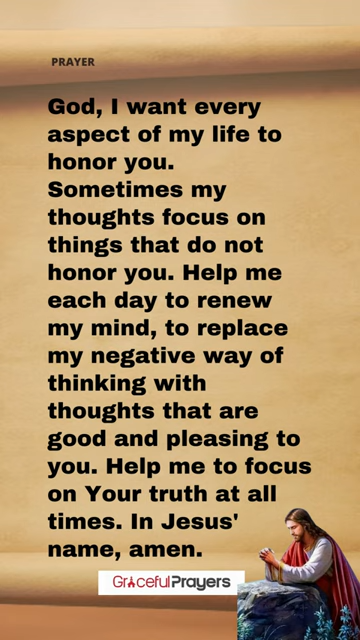 PRAYER
God, I want every
aspect of my life to
honor you.
Sometimes my
thoughts focus on
things that do not
honor you. Help me
each day to renew
my mind, to replace
my negative way of
thinking with
thoughts that are
good and pleasing to
you. Help me to focus
on Your truth at all
times. In Jesus'
name, amen.
GracefulPrayers